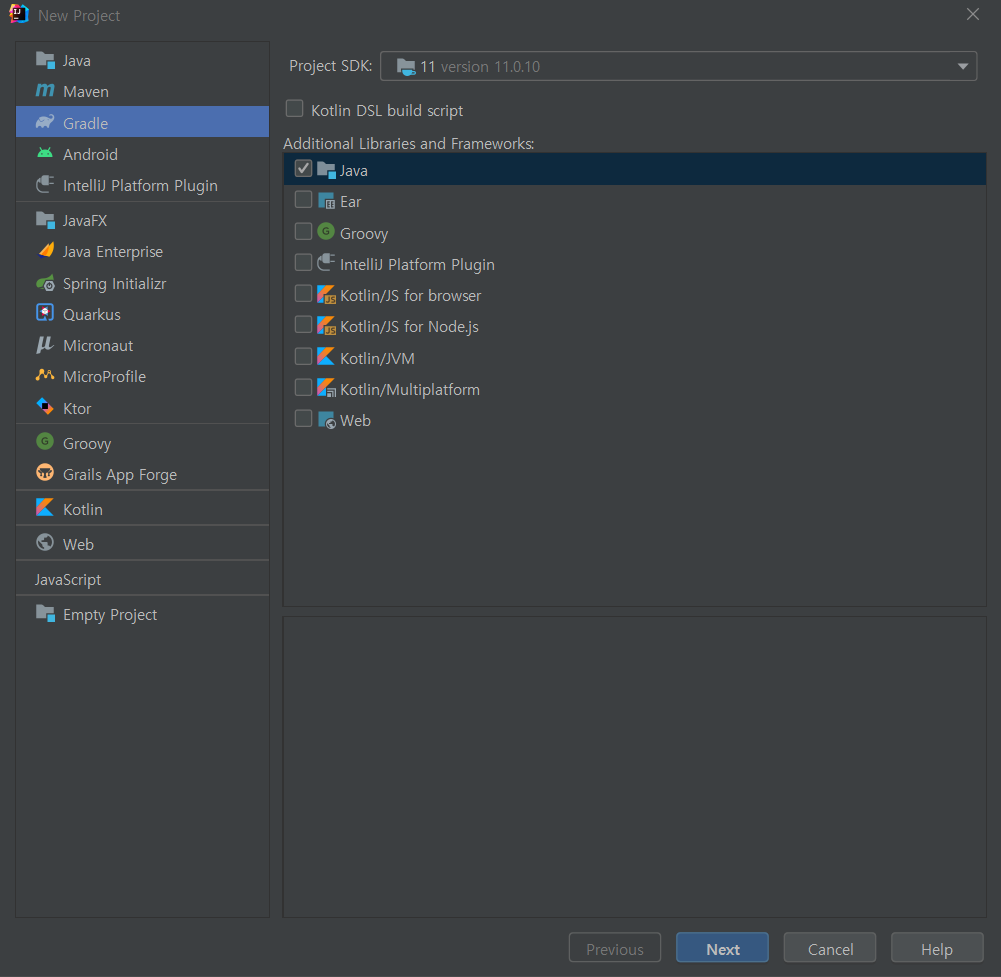 New Project
Java
Maven
Gradle
Android
IntelliJ Platform Plugin
JavaFX
Java Enterprise
Spring Initializr
Quarkus
Micronaut
MicroProfile
Ktor
Groovy
Grails App Forge
Kotlin
Web
JavaScript
Empty Project
Project SDK: 11 version 11.0.10
Kotlin DSL build script
Additional Libraries and Frameworks:
Java
Ear
Groovy
IntelliJ Platform Plugin
Kotlin/JS for browser
Kotlin/JS for Node.js
Kotlin/JVM
Kotlin/Multiplatform
Web
Previous Next Cancel Help